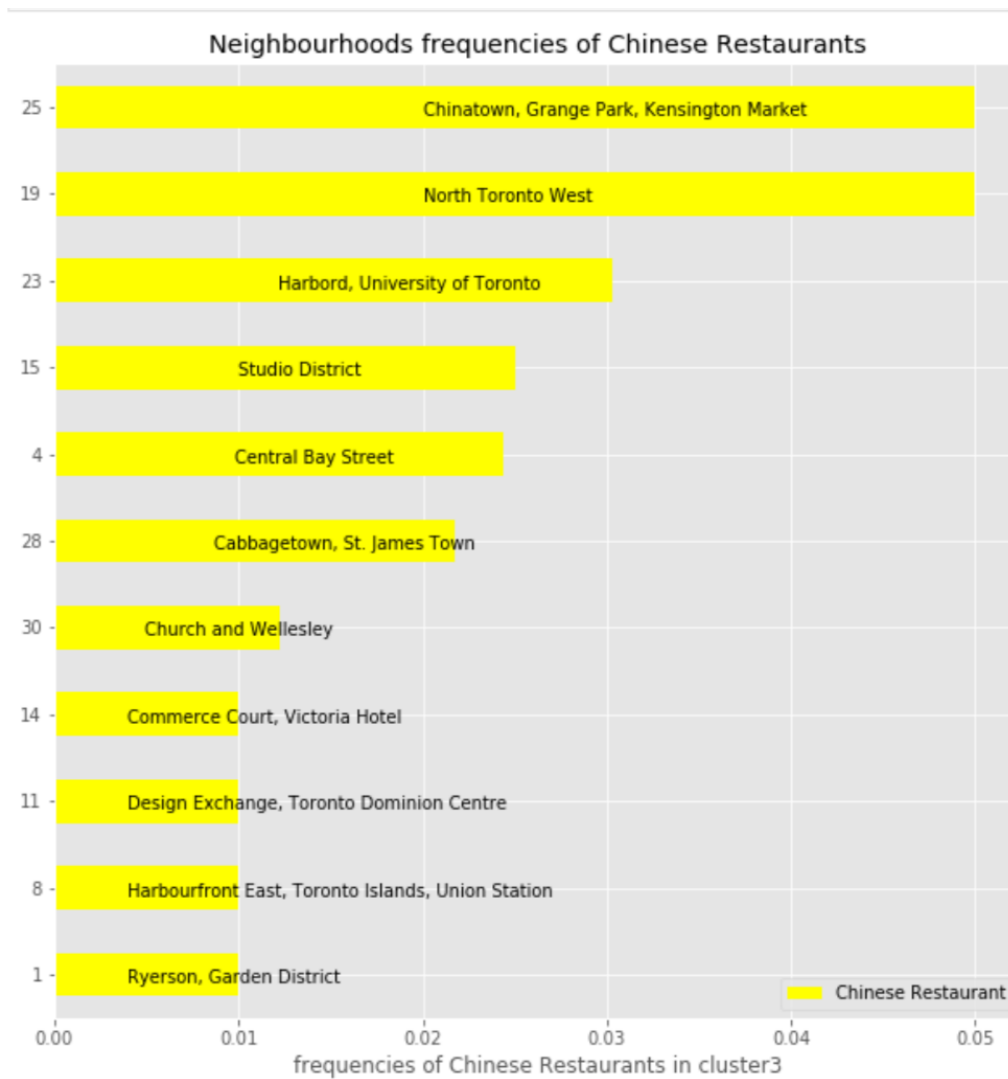 Neighbourhoods frequencies of Chinese Restaurants
25 Chinatown, Grange Park, Kensington Market
19 North Toronto West
23 Harbord, University of Toronto
15 Studio District
4 Central Bay Street
28 Cabbagetown, St. James Town
30 Church and Wellesley
14 Commerce Court, Victoria Hotel
11 Design Exchange, Toronto Dominion Centre
8 Harbourfront East, Toronto Islands, Union Station
1 Ryerson, Garden District
Chinese Restaurant
0.00 0.01 0.02 0.03 0.04 0.05
frequencies of Chinese Restaurants in cluster3